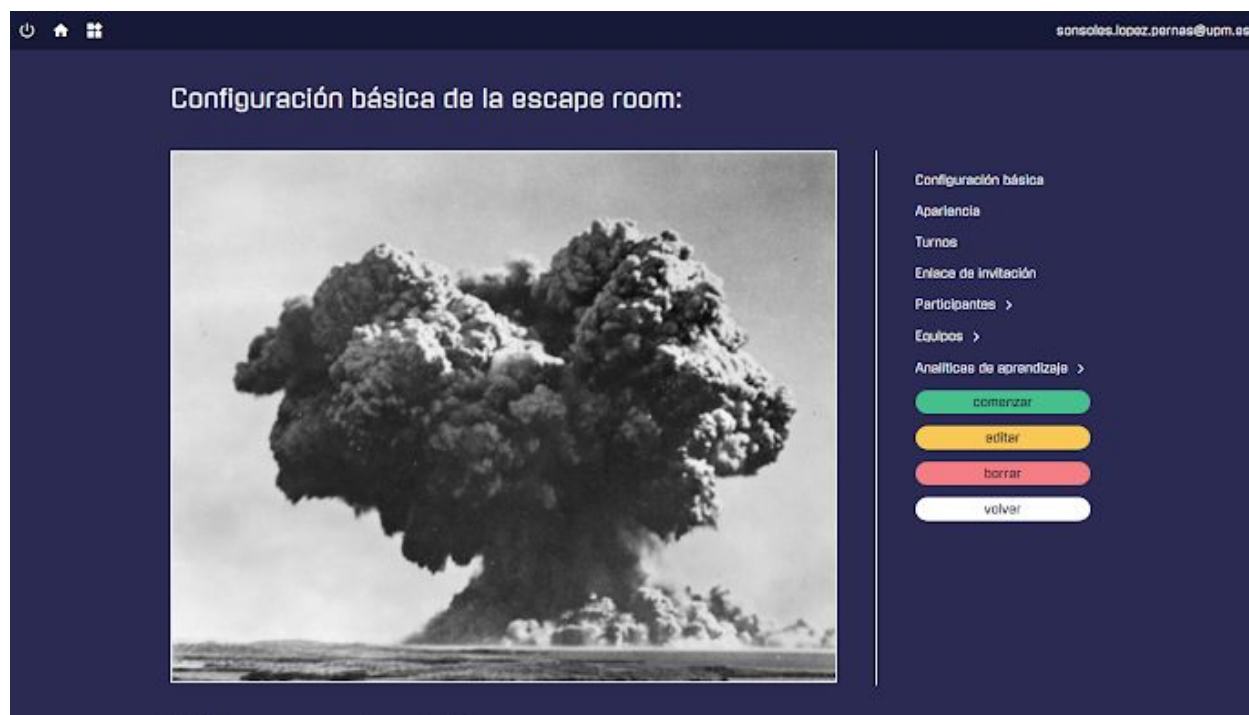 sonsoles.lopez.pernas@upm.es
Configuración básica de la escape room:
Configuración básica
Apariencia
Turnos
Enlace de invitación
Participantes >
Equipos >
Analíticas de aprendizaje >
comenzar
editar
borrar
volver